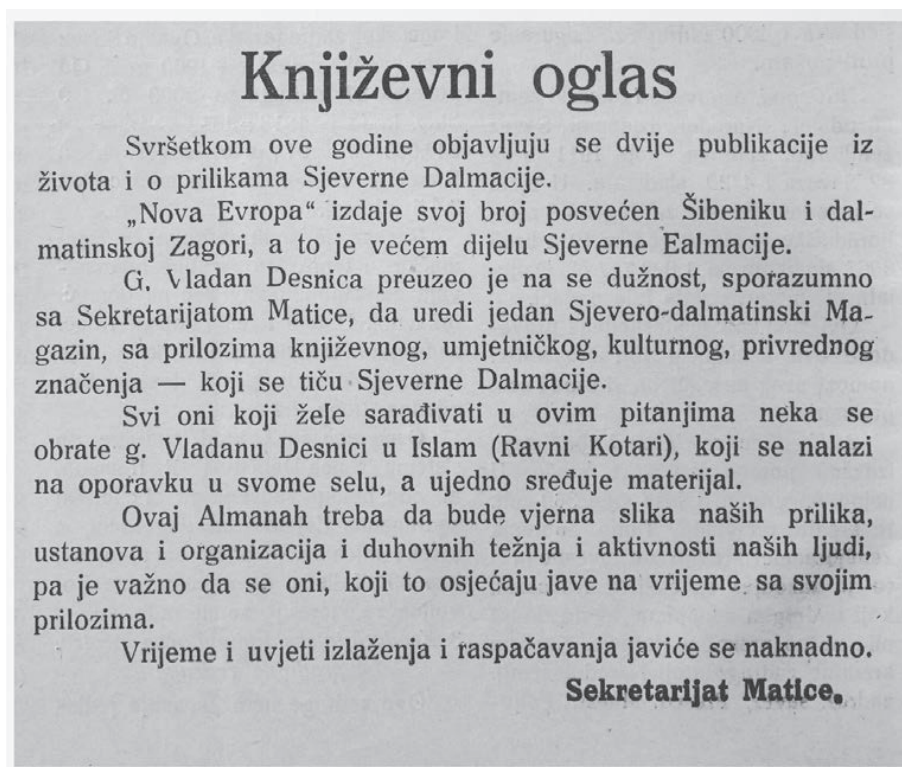 Književni oglas
Svršetkom ove godine objavljuju se dvije publikacije iz
života i o prilikama Sjeverne Dalmacije.
„Nova Evropa“ izdaje svoj broj posvećen Šibeniku i dal-
matinskoj Zagori, a to je većem dijelu Sjeverne Ealmacije.
G. Vladan Desnica preuzeo je na se dužnost, sporazumno
sa Sekretarijatom Matice, da uredi jedan Sjevero-dalmatinski Ma-
gazin, sa prilozima književnog, umjetničkog, kulturnog, privrednog
značenja — koji se tiču Sjeverne Dalmacije.
Svi oni koji žele sarađivati u ovim pitanjima neka se
obrate g. Vladanu Desnici u Islam (Ravni Kotari), koji se nalazi
na oporavku u svome selu, a ujedno sređuje materijal.
Ovaj Almanah treba da bude vjerna slika naših prilika,
ustanova i organizacija i duhovnih težnja i aktivnosti naših ljudi,
pa je važno da se oni, koji to osjećaju jave na vrijeme sa svojim
prilozima.
Vrijeme i uvjeti izlaženja i raspačavanja javiće se naknadno.
Sekretarijat Matice.